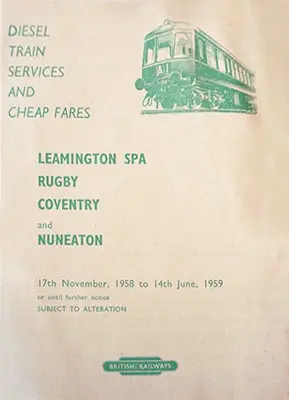 DIESEL
TRAIN
SERVICES
AND
CHEAP FARES
A1
LEAMINGTON SPA
RUGBY
COVENTRY
and
NUNEATON
17th November, 1958 to 14th June, 1959
or until further notice
SUBJECT TO ALTERATION
BRITISH RAILWAYS